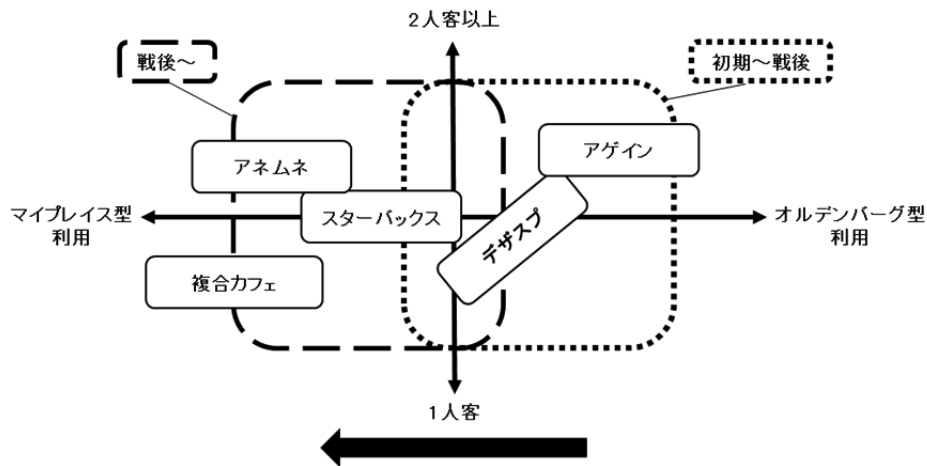 2人客以上
戦後～
初期～戦後
アゲイン
アネムネ
スターバックス
デザスプ
マイプレイス型
利用
オルデンバーグ型
利用
複合カフェ
1人客